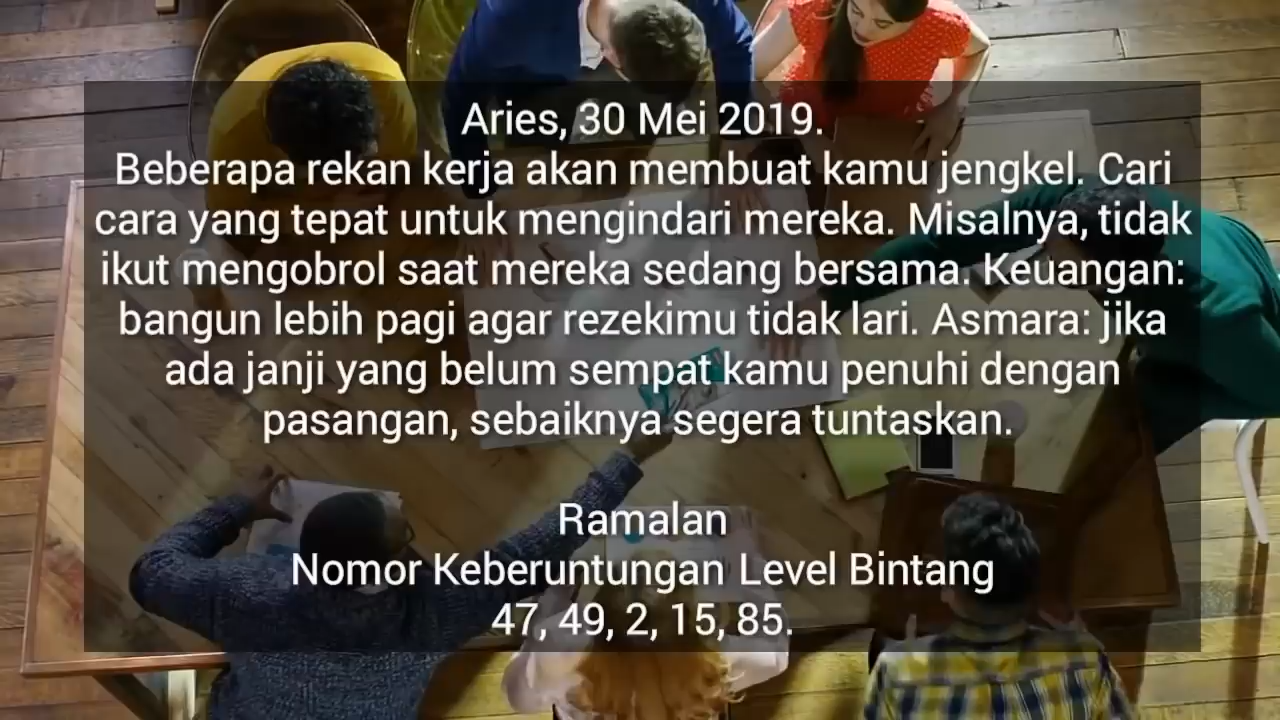 Aries, 30 Mei 2019.
Beberapa rekan kerja akan membuat kamu jengkel. Cari
cara yang tepat untuk mengindari mereka. Misalnya, tidak
ikut mengobrol saat mereka sedang bersama. Keuangan:
bangun lebih pagi agar rezekimu tidak lari. Asmara: jika
ada janji yang belum sempat kamu penuhi dengan
pasangan, sebaiknya segera tuntaskan.
Ramalan
Nomor Keberuntungan Level Bintang
47, 49, 2, 15, 85.